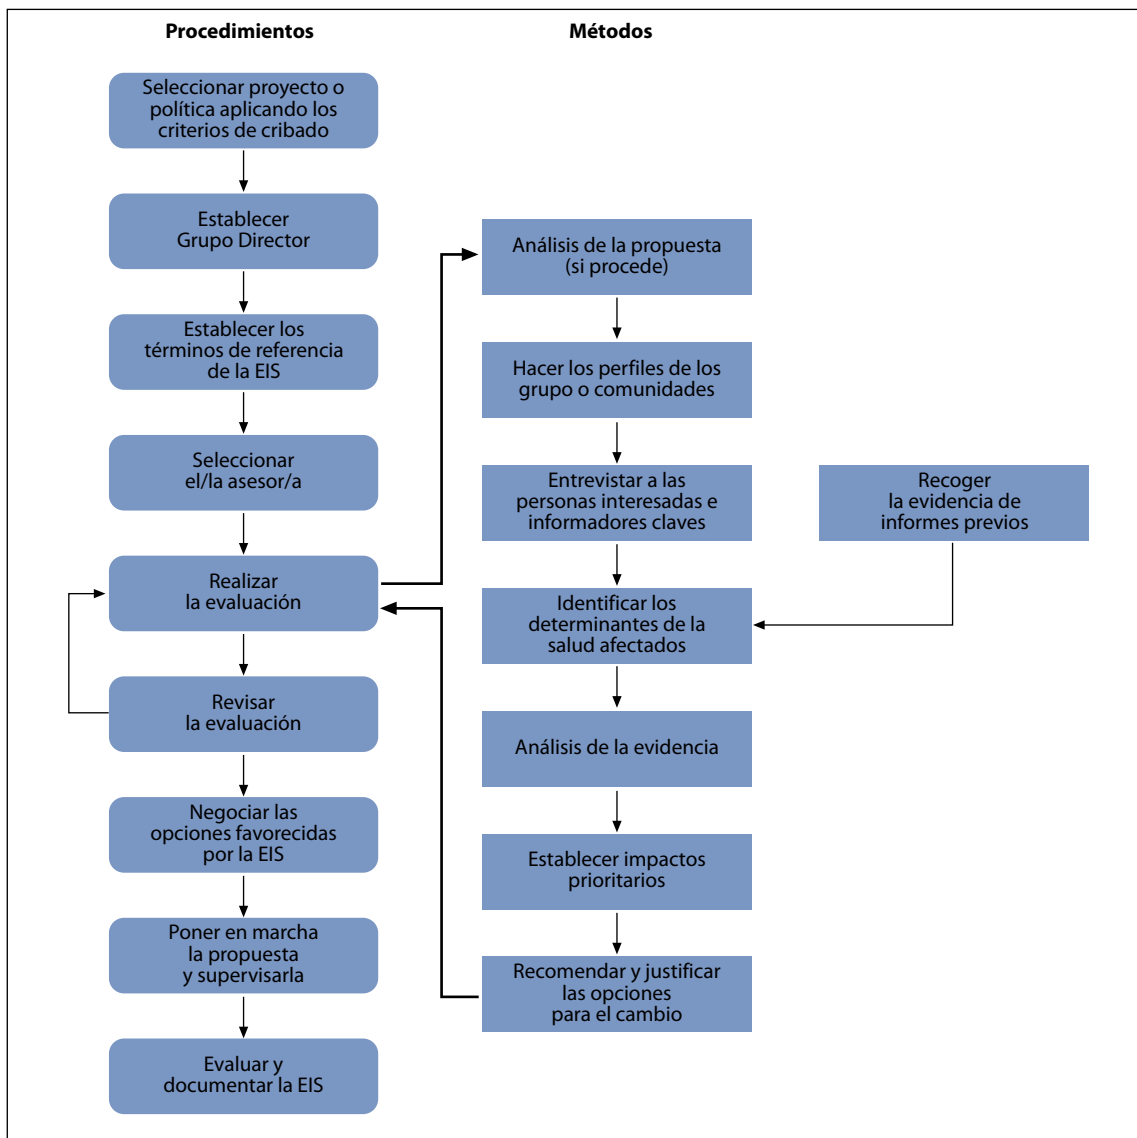 Procedimientos
Métodos
Seleccionar proyecto o
política aplicando los
criterios de cribado
Establecer
Grupo Director
Establecer los
términos de referencia
de la EIS
Seleccionar
el/la asesor/a
Realizar
la evaluación
Revisar
la evaluación
Negociar las
opciones favorecidas
por la EIS
Poner en marcha
la propuesta
y supervisarla
Evaluar y
documentar la EIS
Análisis de la propuesta
(si procede)
Hacer los perfiles de los
grupo o comunidades
Entrevistar a las
personas interesadas e
informadores claves
Identificar los
determinantes de la
salud afectados
Análisis de la evidencia
Establecer impactos
prioritarios
Recomendar y justificar
las opciones
para el cambio
Recoger
la evidencia de
informes previos